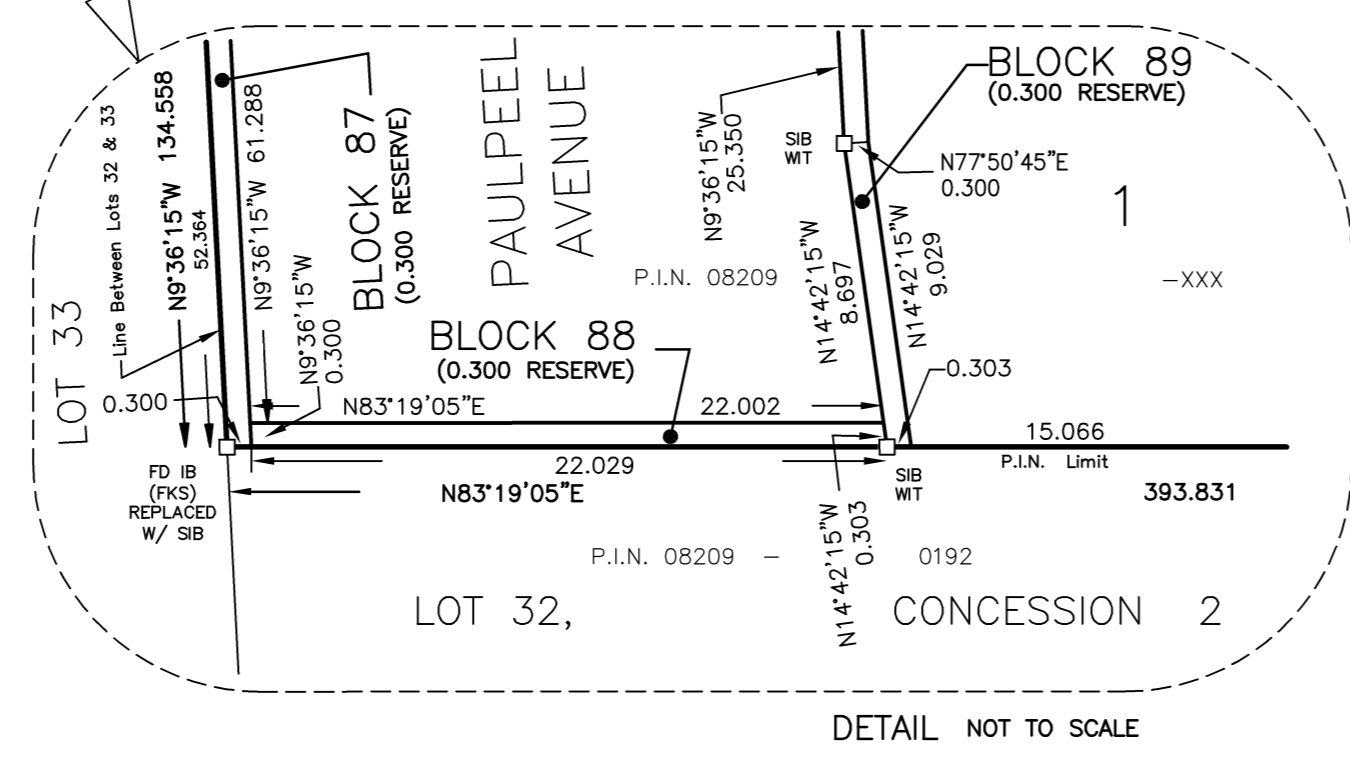 LOT 33
Line Between Lots 32 & 33
N9°36'15"W 134.558
52.364
N9°36'15"W 61.288
BLOCK 87
(0.300 RESERVE)
N9°36'15"W
0.300
PAULPEEL
AVENUE
N9°36'15"W
25.350
SIB
WIT
BLOCK 89
(0.300 RESERVE)
N77°50'45"E
0.300
1
P.I.N. 08209
-XXX
N14°42'15"W
8.697
N14°42'15"W
9.029
BLOCK 88
(0.300 RESERVE)
0.303
0.300
N83°19'05"E 22.002
15.066
P.I.N. Limit
22.029
N83°19'05"E
393.831
SIB
WIT
FD IB
(FKS)
REPLACED
W/ SIB
N14°42'15"W
0.303
P.I.N. 08209 - 0192
LOT 32, CONCESSION 2
DETAIL NOT TO SCALE